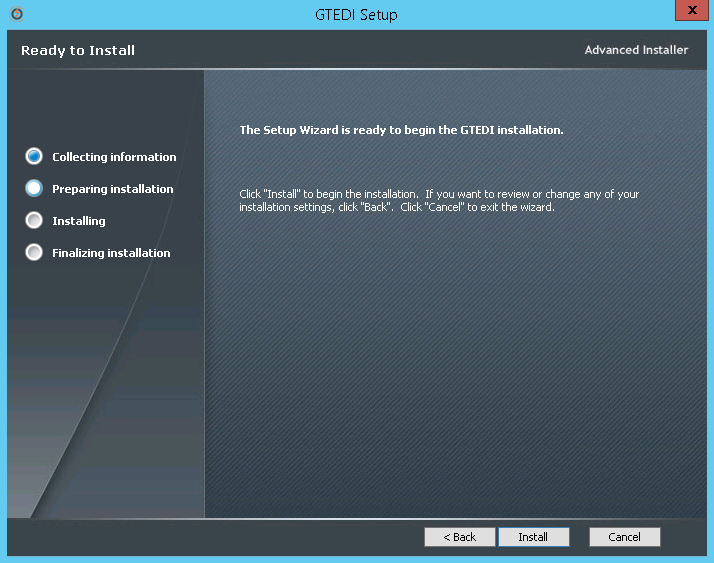 GTEDI Setup
x
Ready to Install
Advanced Installer
The Setup Wizard is ready to begin the GTEDI installation.
Collecting information
Preparing installation
Installing
Finalizing installation
Click "Install" to begin the installation.  If you want to review or change any of your
installation settings, click "Back".  Click "Cancel" to exit the wizard.
< Back
Install
Cancel